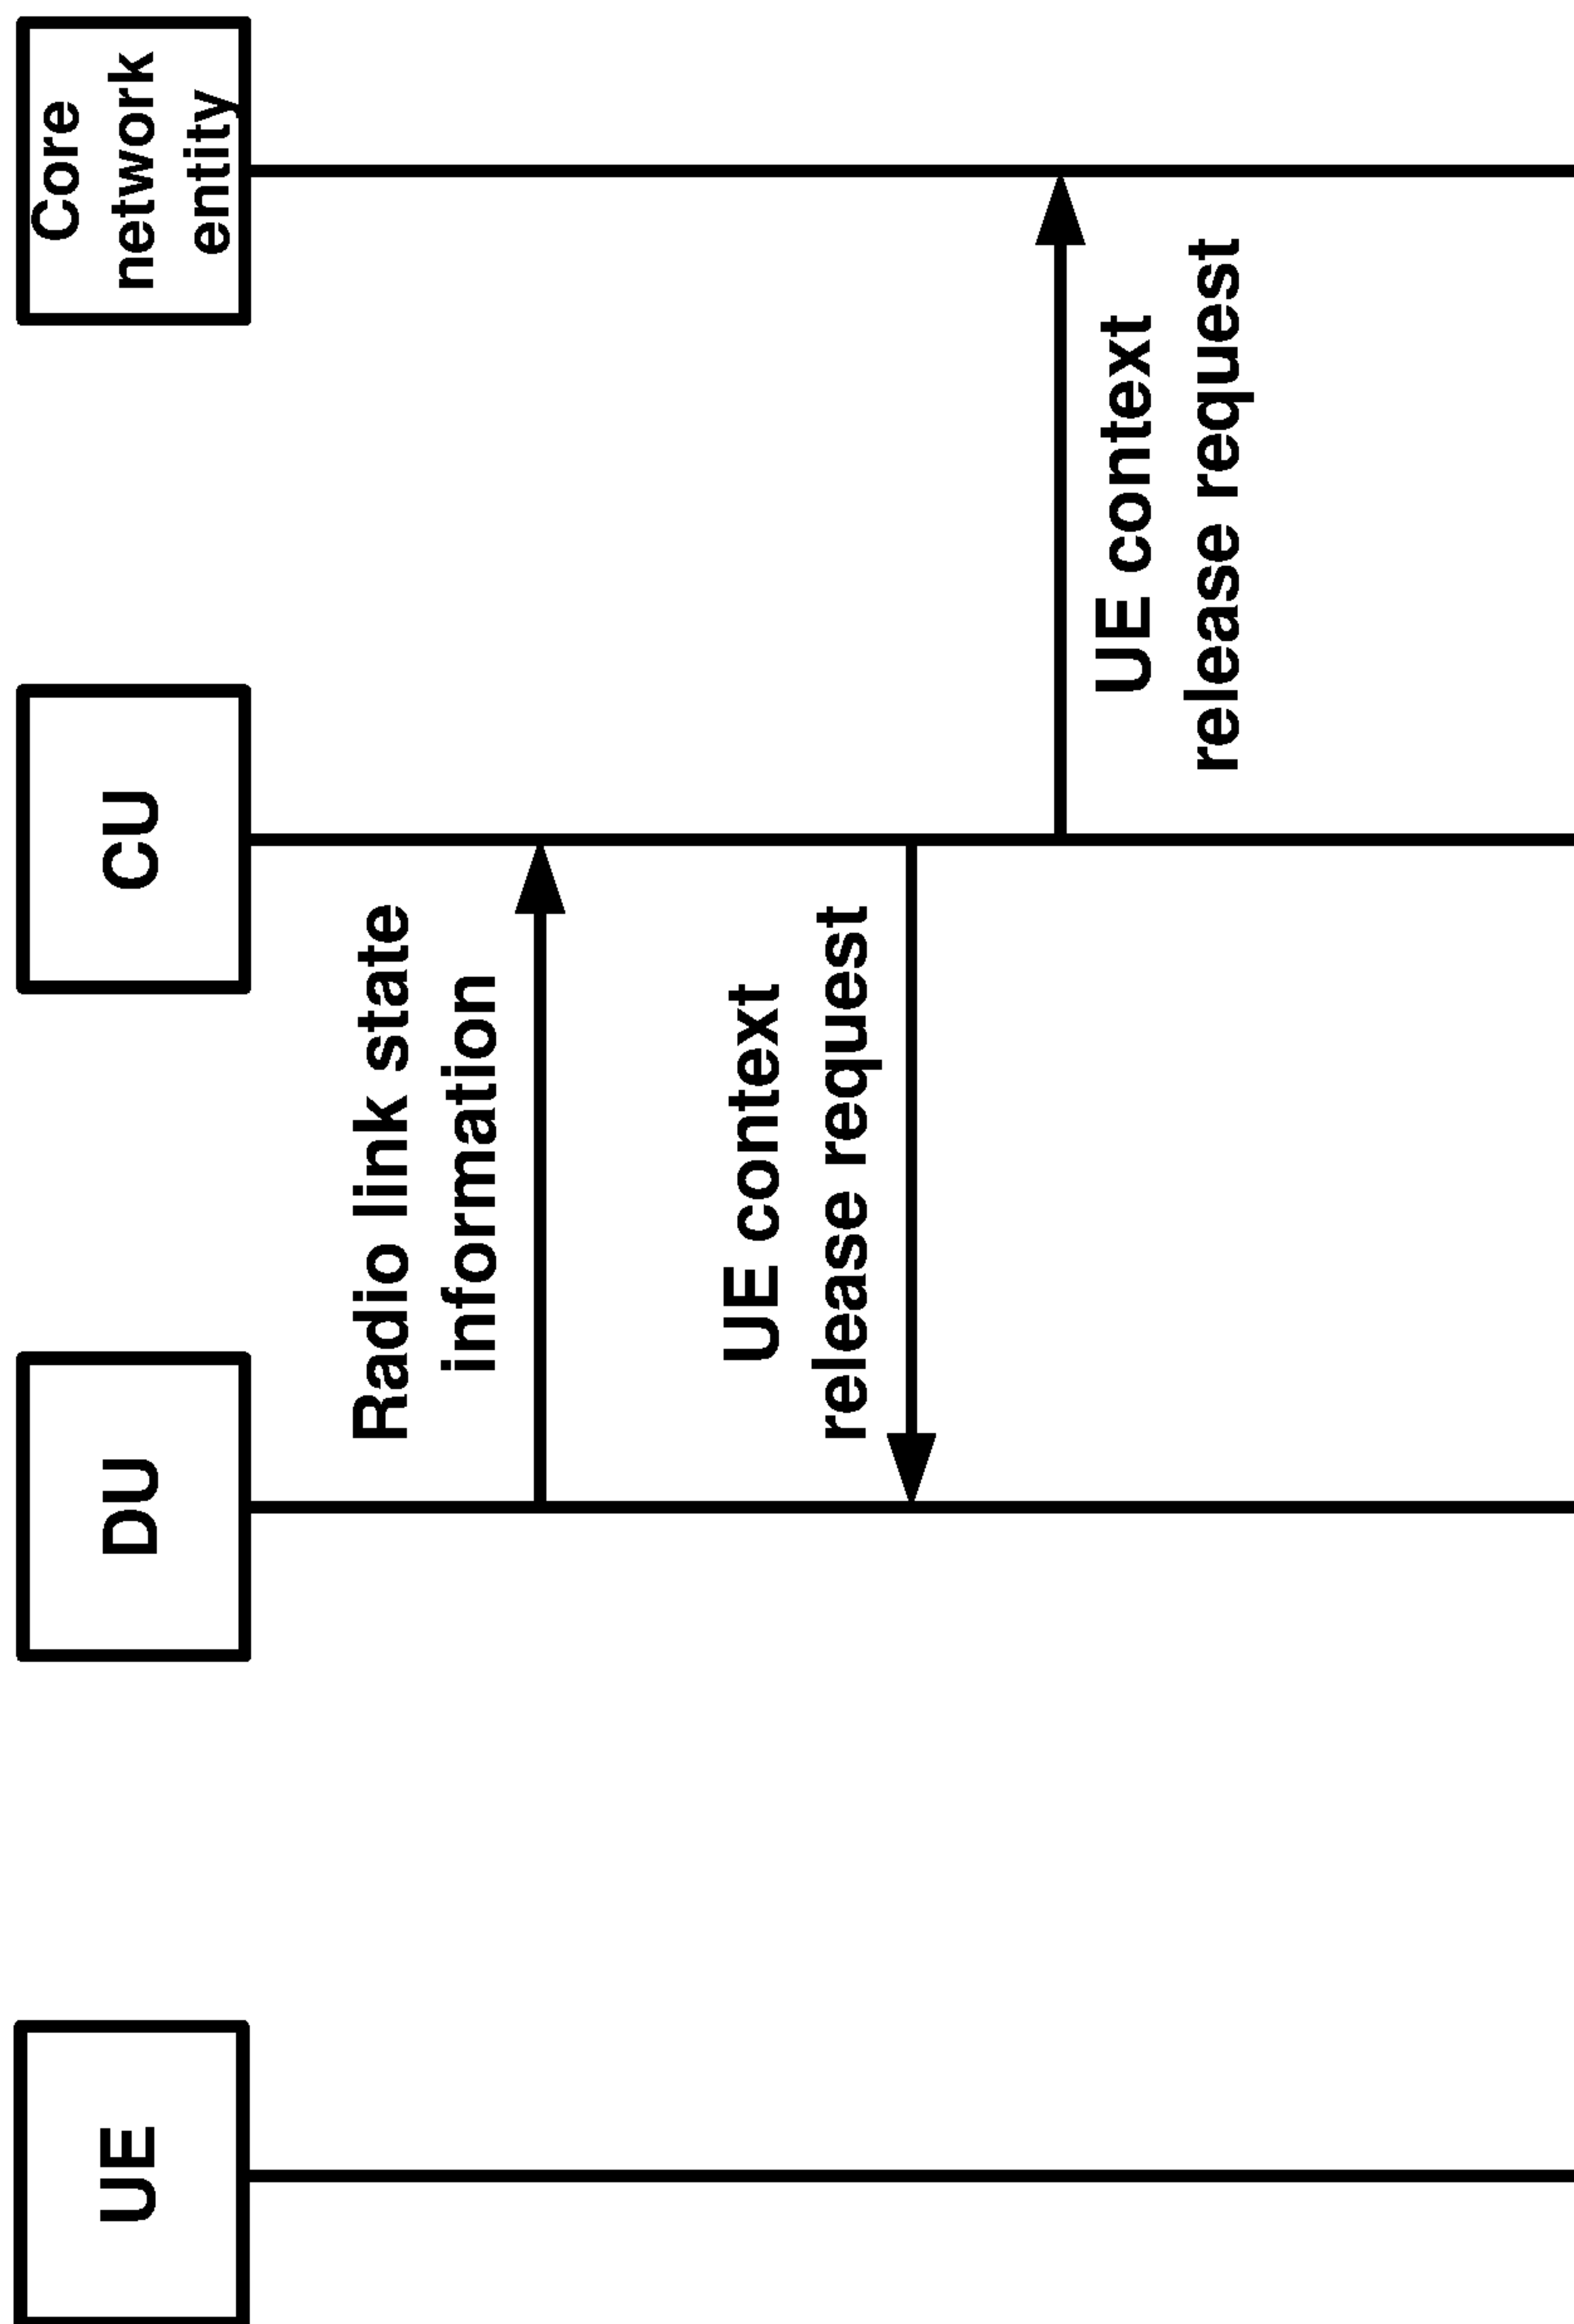 UE
DU
CU
Core
network
entity
Radio link state
information
UE context
release request
UE context
release request